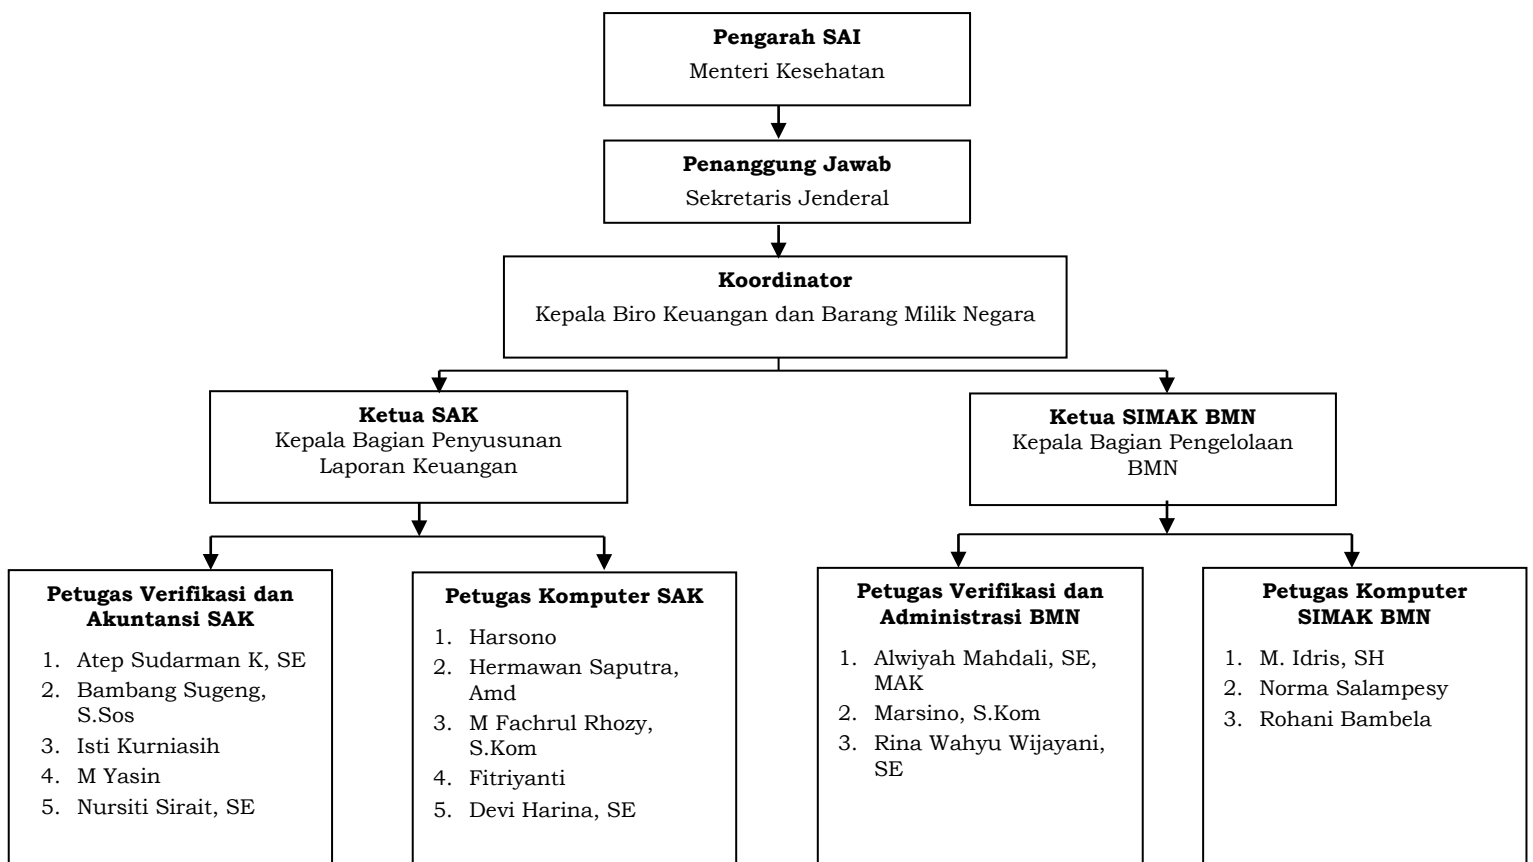 Pengarah SAI
Menteri Kesehatan
Penanggung Jawab
Sekretaris Jenderal
Koordinator
Kepala Biro Keuangan dan Barang Milik Negara
Ketua SAK
Kepala Bagian Penyusunan
Laporan Keuangan
Ketua SIMAK BMN
Kepala Bagian Pengelolaan
BMN
Petugas Verifikasi dan
Akuntansi SAK
1. Atep Sudarman K, SE
2. Bambang Sugeng,
S.Sos
3. Isti Kurniasih
4. M Yasin
5. Nursiti Sirait, SE
Petugas Komputer SAK
1. Harsono
2. Hermawan Saputra,
Amd
3. M Fachrul Rhozy,
S.Kom
4. Fitriyanti
5. Devi Harina, SE
Petugas Verifikasi dan
Administrasi BMN
1. Alwiyah Mahdali, SE,
MAK
2. Marsino, S.Kom
3. Rina Wahyu Wijayani,
SE
Petugas Komputer
SIMAK BMN
1. M. Idris, SH
2. Norma Salampesy
3. Rohani Bambela